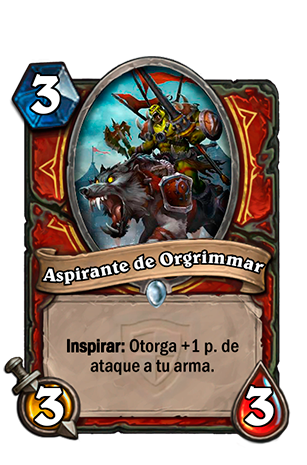 3
Aspirante de Orgrimmar
Inspirar: Otorga +1 p. de
ataque a tu arma.
3
3